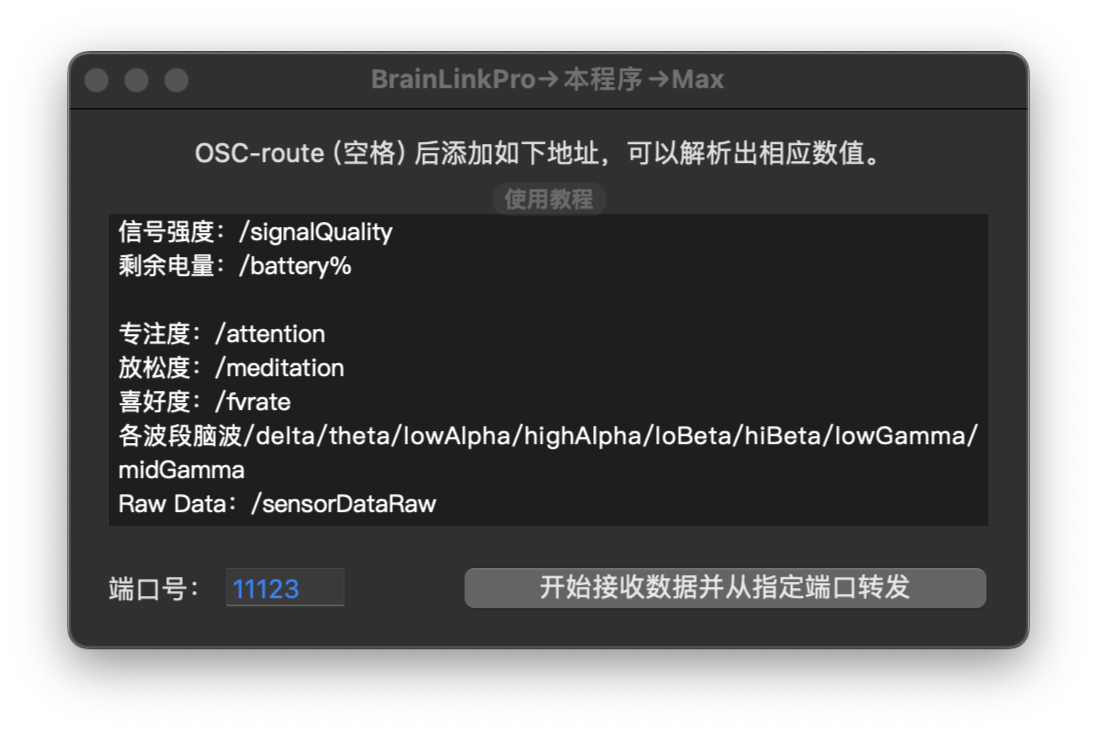 BrainLinkPro→本程序→Max
OSC-route (空格) 后添加如下地址，可以解析出相应数值。
使用教程
信号强度：/signalQuality
剩余电量：/battery%
专注度：/attention
放松度：/meditation
喜好度：/fvrate
各波段脑波/delta/theta/lowAlpha/highAlpha/loBeta/hiBeta/lowGamma/
midGamma
Raw Data：/sensorDataRaw
端口号： 11123 开始接收数据并从指定端口转发